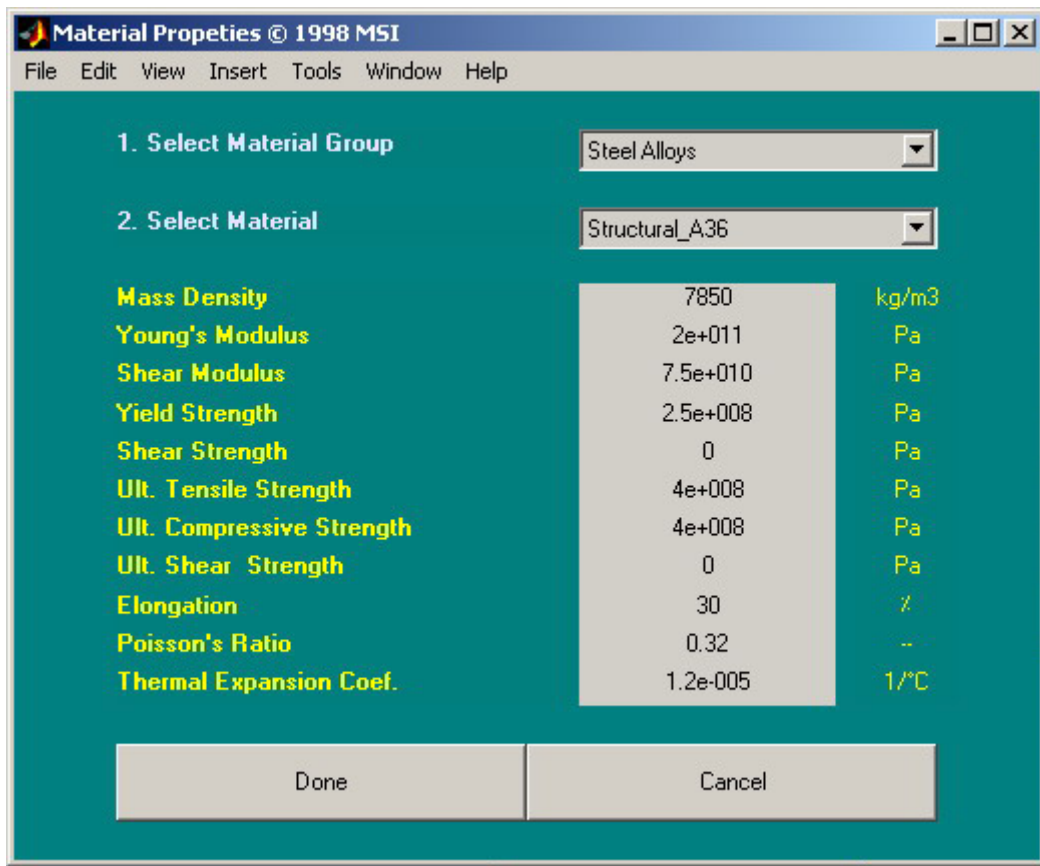 Material Propeties © 1998 MSI
File Edit View Insert Tools Window Help
1. Select Material Group Steel Alloys
2. Select Material Structural_A36
Mass Density 7850 kg/m3
Young's Modulus 2e+011 Pa
Shear Modulus 7.5e+010 Pa
Yield Strength 2.5e+008 Pa
Shear Strength 0 Pa
Ult. Tensile Strength 4e+008 Pa
Ult. Compressive Strength 4e+008 Pa
Ult. Shear Strength 0 Pa
Elongation 30 %
Poisson's Ratio 0.32 --
Thermal Expansion Coef. 1.2e-005 1/°C
Done Cancel